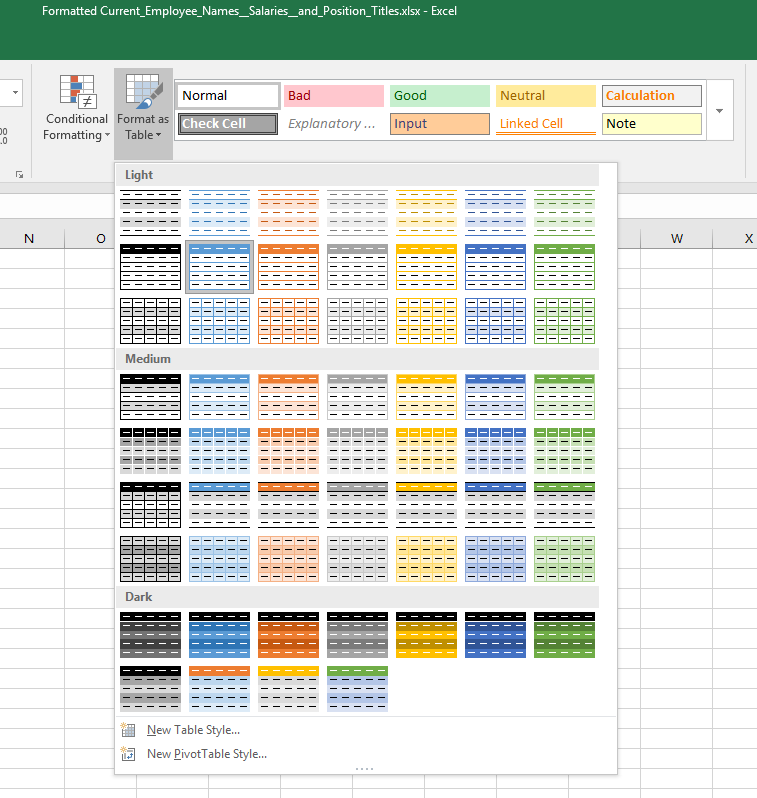 Formatted Current_Employee_Names__Salaries__and_Position_Titles.xlsx - Excel
Conditional
Formatting
Format as
Table
Normal Bad Good Neutral Calculation
Check Cell Explanatory ... Input Linked Cell Note
Light
N O W X
Medium
Dark
New Table Style...
New PivotTable Style...